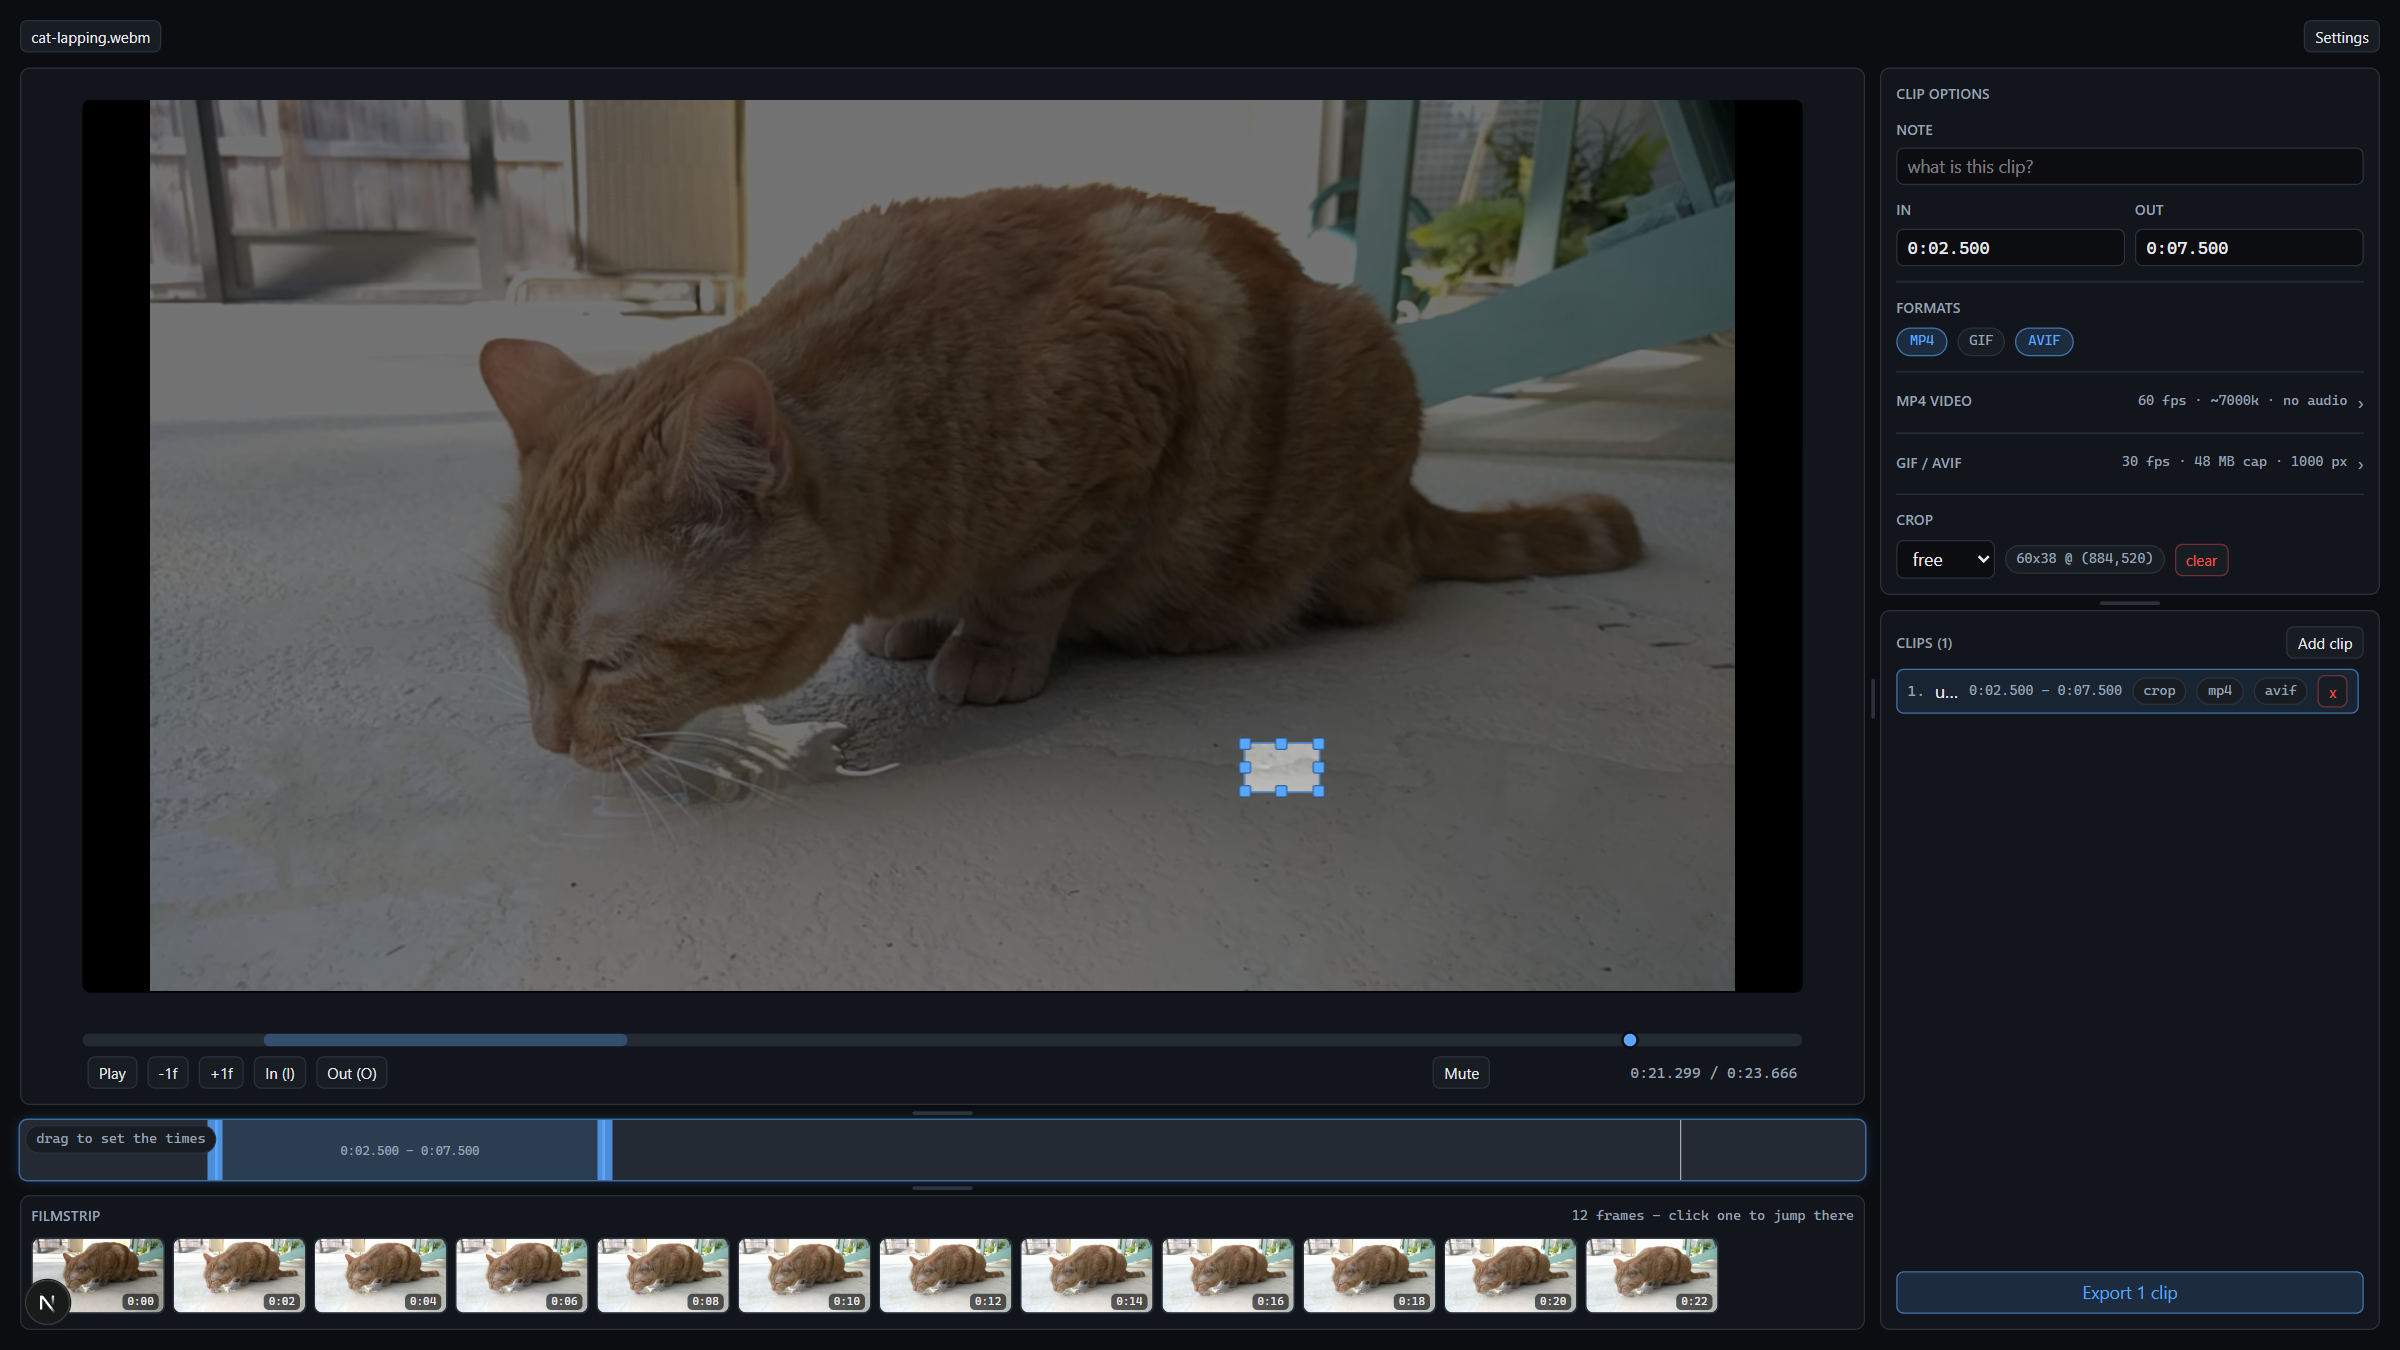 cat-lapping.webm
Settings
CLIP OPTIONS
NOTE
what is this clip?
IN
OUT
0:02.500
0:07.500
FORMATS
MP4 GIF AVIF
MP4 VIDEO 60 fps · ~7000k · no audio ›
GIF / AVIF 30 fps · 48 MB cap · 1000 px ›
CROP
free 60x38 @ (884,520) clear
CLIPS (1) Add clip
1. u... 0:02.500 – 0:07.500 crop mp4 avif x
Export 1 clip
Play -1f +1f In (I) Out (O) Mute 0:21.299 / 0:23.666
drag to set the times
0:02.500 – 0:07.500
FILMSTRIP 12 frames – click one to jump there
0:00 0:02 0:04 0:06 0:08 0:10 0:12 0:14 0:16 0:18 0:20 0:22
N